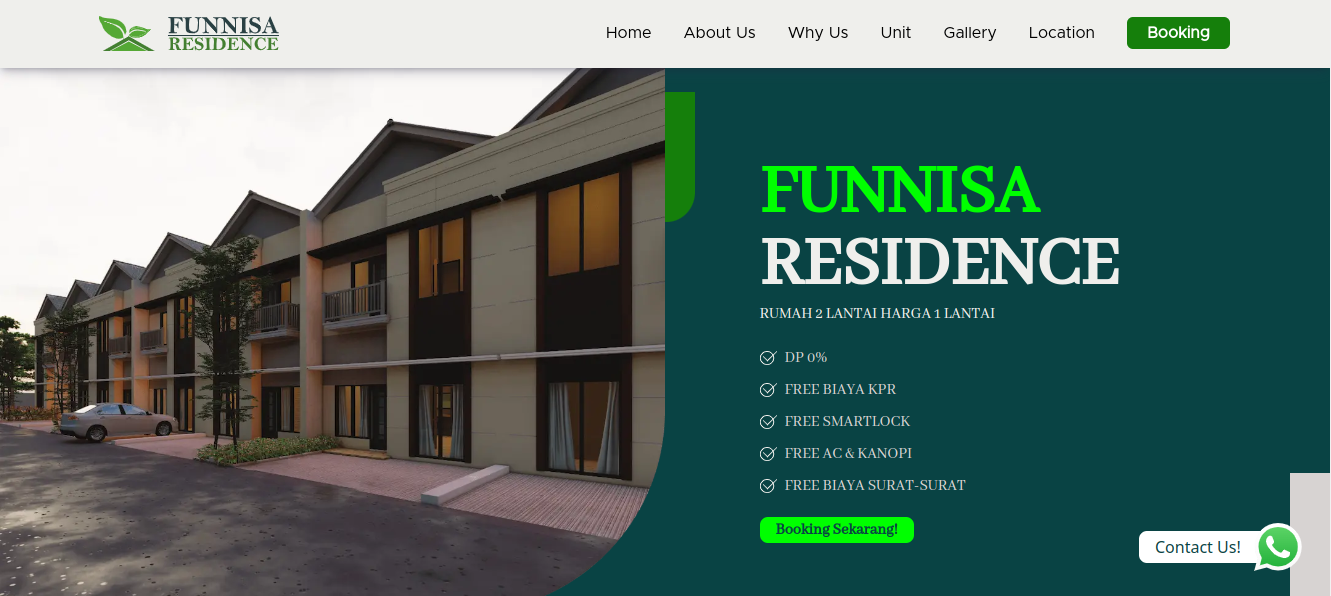 FUNNISA
RESIDENCE
Home
About Us
Why Us
Unit
Gallery
Location
Booking
FUNNISA
RESIDENCE
RUMAH 2 LANTAI HARGA 1 LANTAI
DP 0%
FREE BIAYA KPR
FREE SMARTLOCK
FREE AC & KANOPI
FREE BIAYA SURAT-SURAT
Booking Sekarang!
Contact Us!